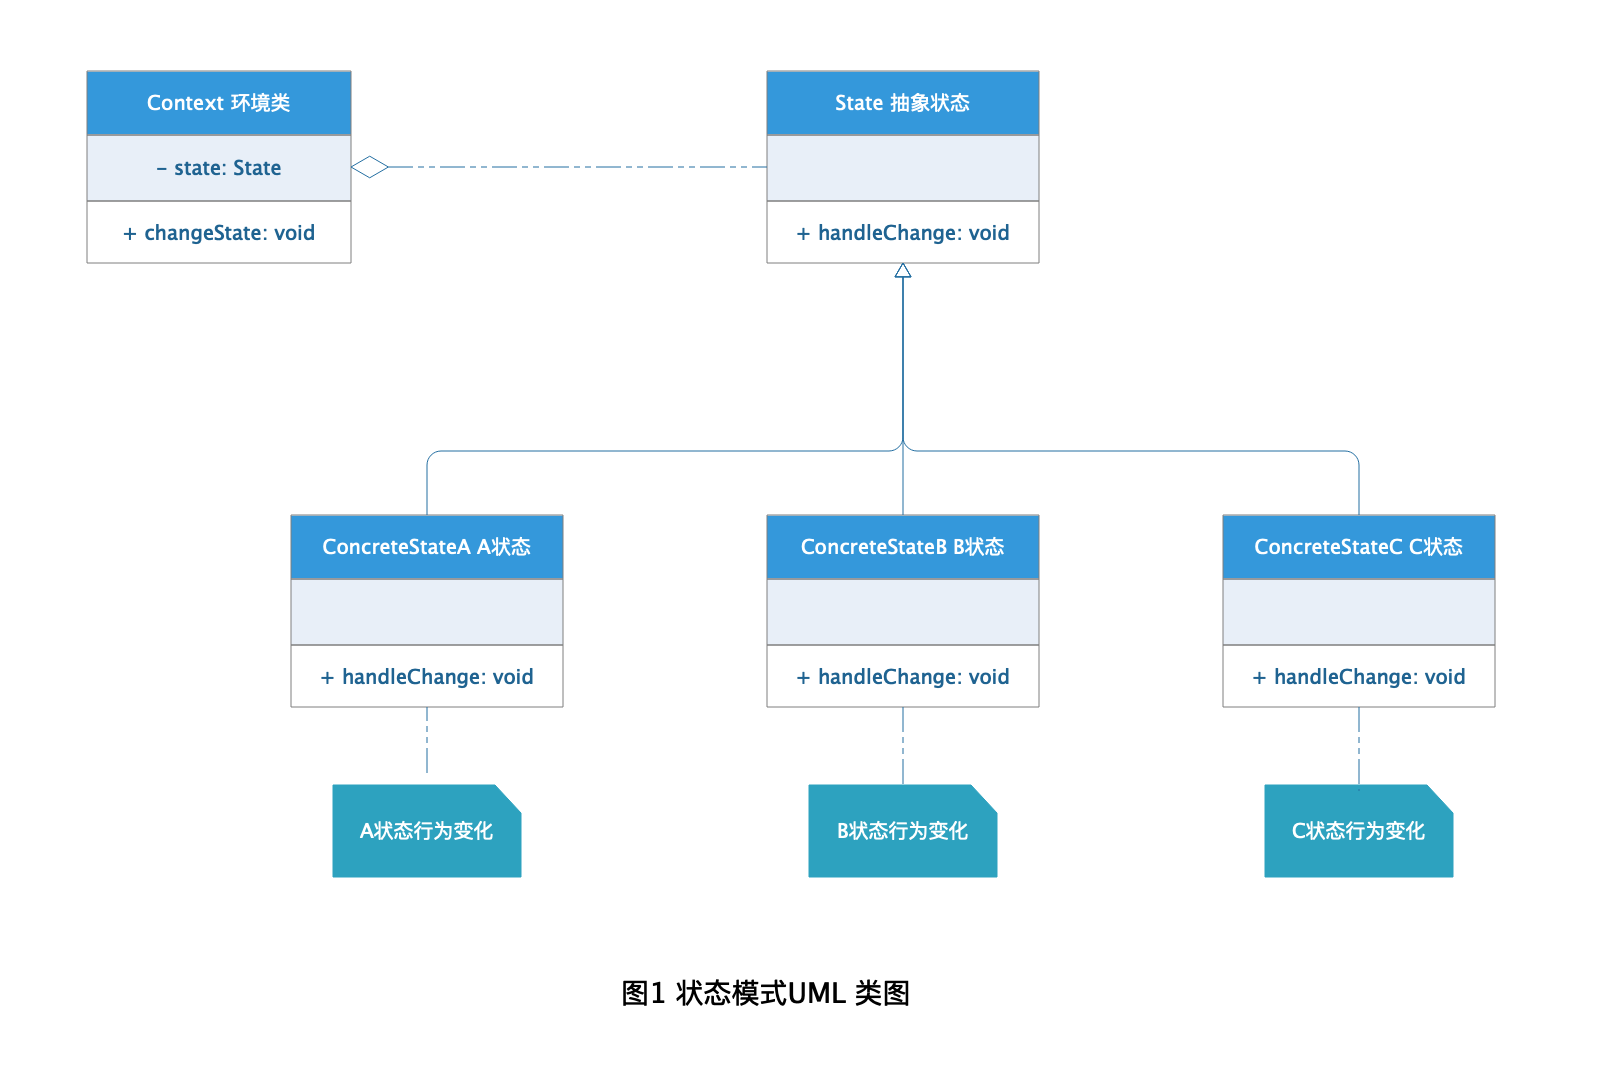 Context 环境类
State 抽象状态
- state: State
+ changeState: void
+ handleChange: void
ConcreteStateA A状态
ConcreteStateB B状态
ConcreteStateC C状态
+ handleChange: void
+ handleChange: void
+ handleChange: void
A状态行为变化
B状态行为变化
C状态行为变化
图1 状态模式UML 类图